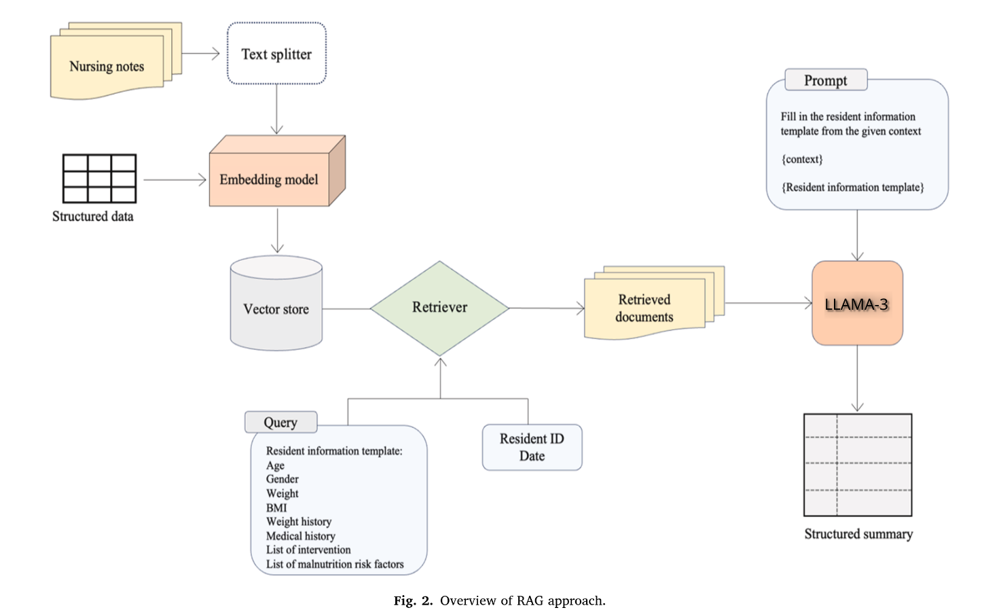 Nursing notes
Text splitter
Prompt
Fill in the resident information
template from the given context
{context}
{Resident information template}
Embedding model
Structured data
Vector store
Retriever
Retrieved
documents
LLAMA-3
Query
Resident information template:
Age
Gender
Weight
BMI
Weight history
Medical history
List of intervention
List of malnutrition risk factors
Resident ID
Date
Structured summary
Fig. 2. Overview of RAG approach.